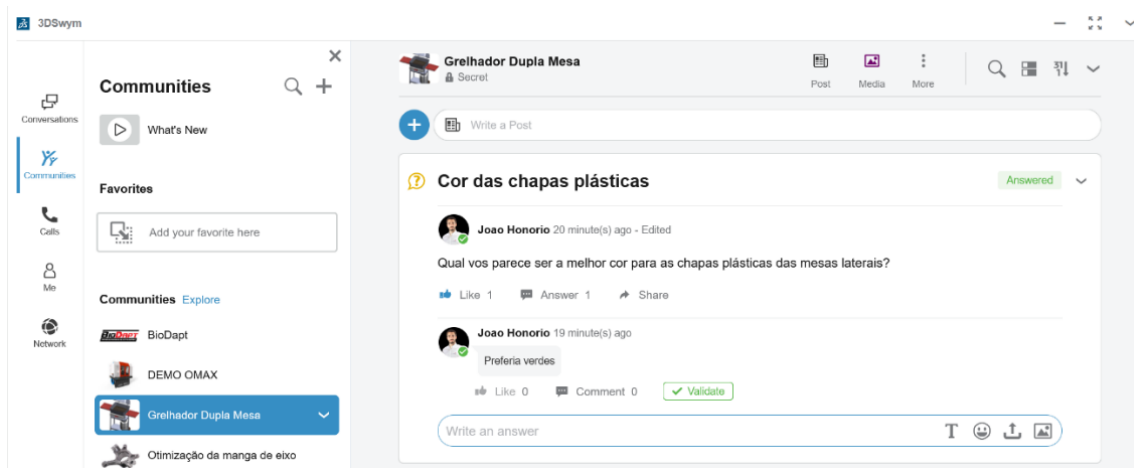 3DSwym
Conversations
Communities
Calls
Me
Network
Communities
What's New
Favorites
Add your favorite here
Communities Explore
BioDapt
BioDapt
DEMO OMAX
Grelhador Dupla Mesa
Otimização da manga de eixo
Grelhador Dupla Mesa
Secret
Post
Media
More
Write a Post
Cor das chapas plásticas
Answered
Joao Honorio 20 minute(s) ago - Edited
Qual vos parece ser a melhor cor para as chapas plásticas das mesas laterais?
Like 1 Answer 1 Share
Joao Honorio 19 minute(s) ago
Preferia verdes
Like 0 Comment 0 Validate
Write an answer
T